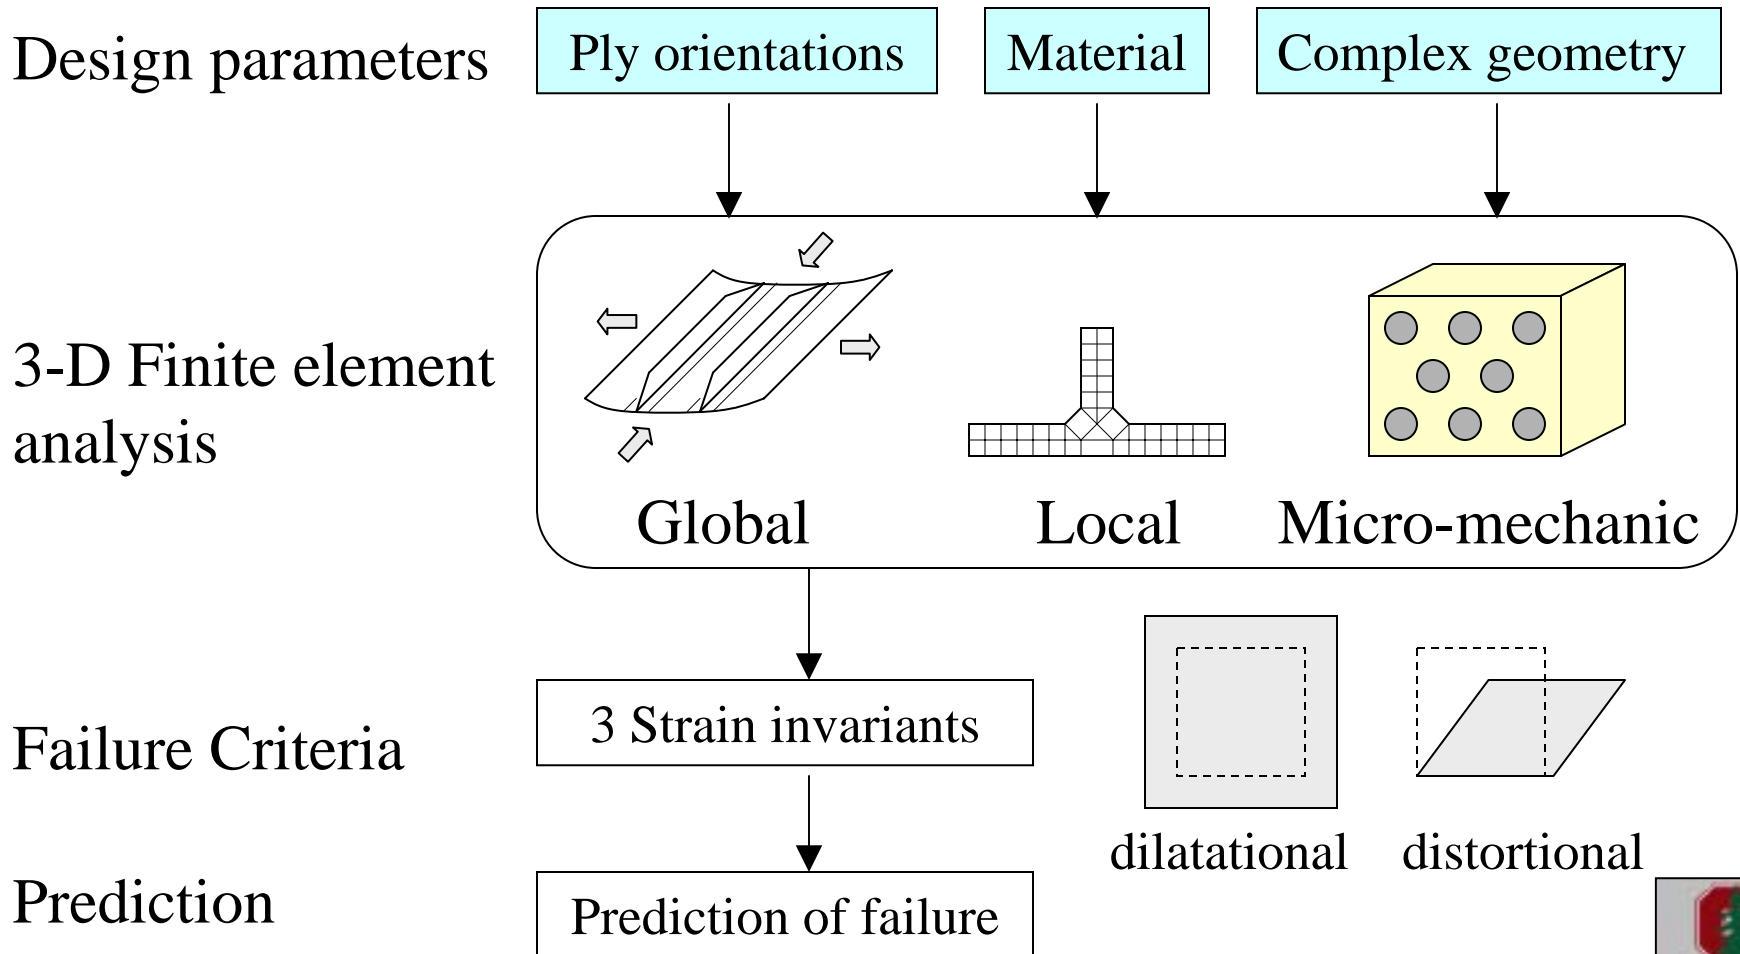 Design parameters
Ply orientations
Material
Complex geometry
3-D Finite element
analysis
Global
Local
Micro-mechanic
Failure Criteria
3 Strain invariants
dilatational
distortional
Prediction
Prediction of failure